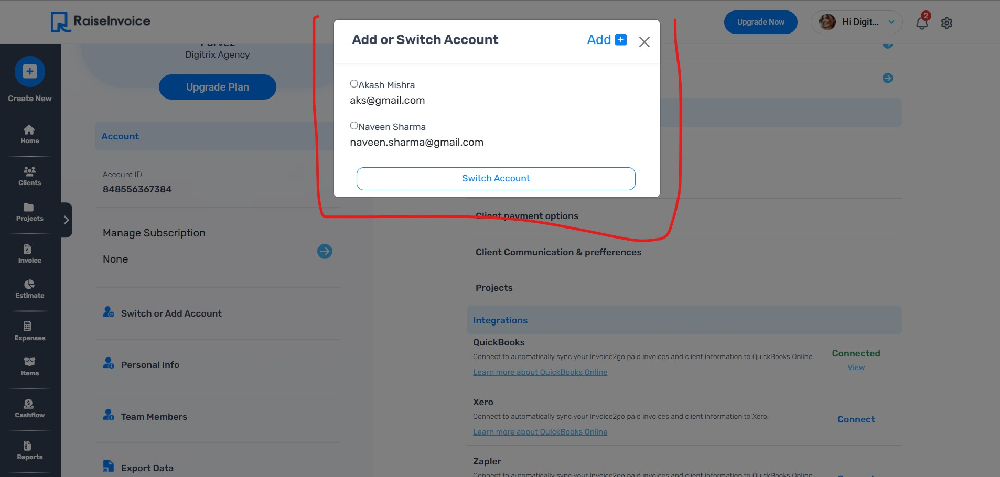 RaiseInvoice
Upgrade Now
Hi Digit...
2
Add or Switch Account
Add
Akash Mishra
aks@gmail.com
Naveen Sharma
naveen.sharma@gmail.com
Switch Account
Create New
Home
Clients
Projects
Invoice
Estimate
Expenses
Items
Cashflow
Reports
Parvez
Digitrix Agency
Upgrade Plan
Account
Account ID
848556367384
Manage Subscription
None
Switch or Add Account
Personal Info
Team Members
Export Data
Client payment options
Client Communication & prefferences
Projects
Integrations
QuickBooks
Connect to automatically sync your Invoice2go paid invoices and client information to QuickBooks Online.
Learn more about QuickBooks Online
Connected
View
Xero
Connect to automatically sync your Invoice2go paid invoices and client information to Xero.
Learn more about QuickBooks Online
Connect
Zapler
Connect to automatically sync your Invoice2go paid invoices and client information to QuickBooks Online.